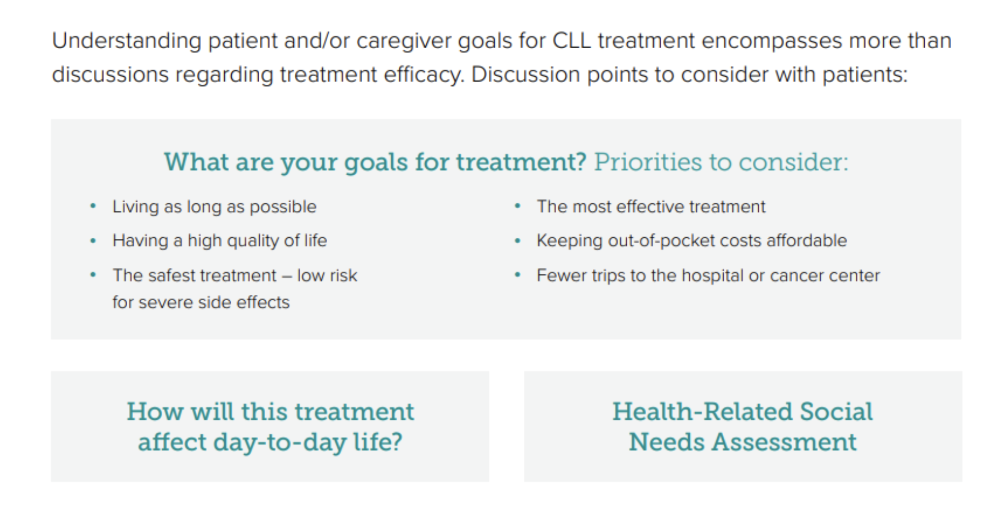 Understanding patient and/or caregiver goals for CLL treatment encompasses more than
discussions regarding treatment efficacy. Discussion points to consider with patients:
What are your goals for treatment? Priorities to consider:
• Living as long as possible
• Having a high quality of life
• The safest treatment – low risk
for severe side effects
• The most effective treatment
• Keeping out-of-pocket costs affordable
• Fewer trips to the hospital or cancer center
How will this treatment
affect day-to-day life?
Health-Related Social
Needs Assessment